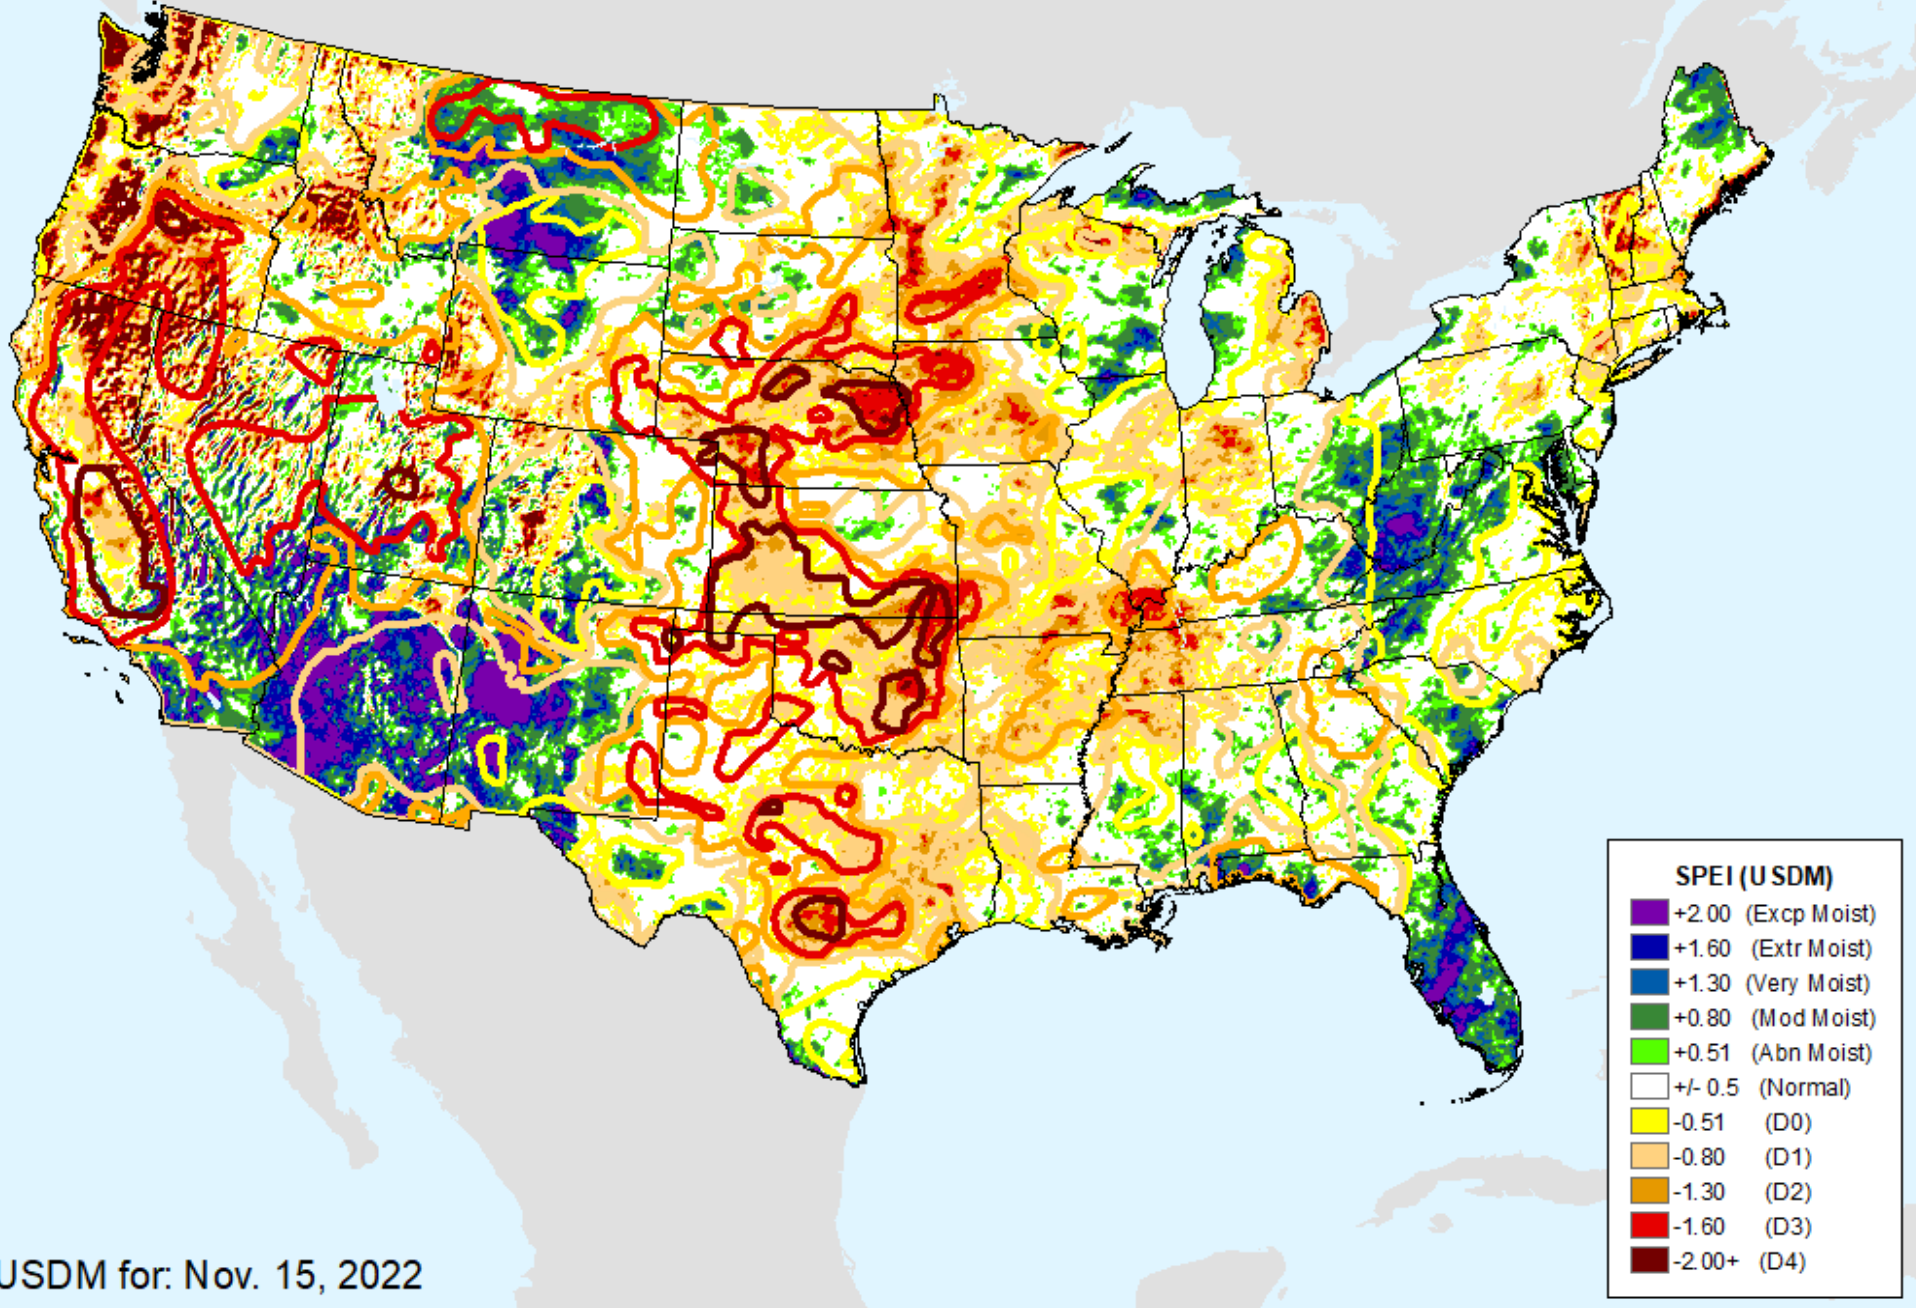 SPEI (USDM)
+2.00 (Excp Moist)
+1.60 (Extr Moist)
+1.30 (Very Moist)
+0.80 (Mod Moist)
+0.51 (Abn Moist)
+/- 0.5 (Normal)
-0.51 (D0)
-0.80 (D1)
-1.30 (D2)
-1.60 (D3)
-2.00+ (D4)
USDM for: Nov. 15, 2022